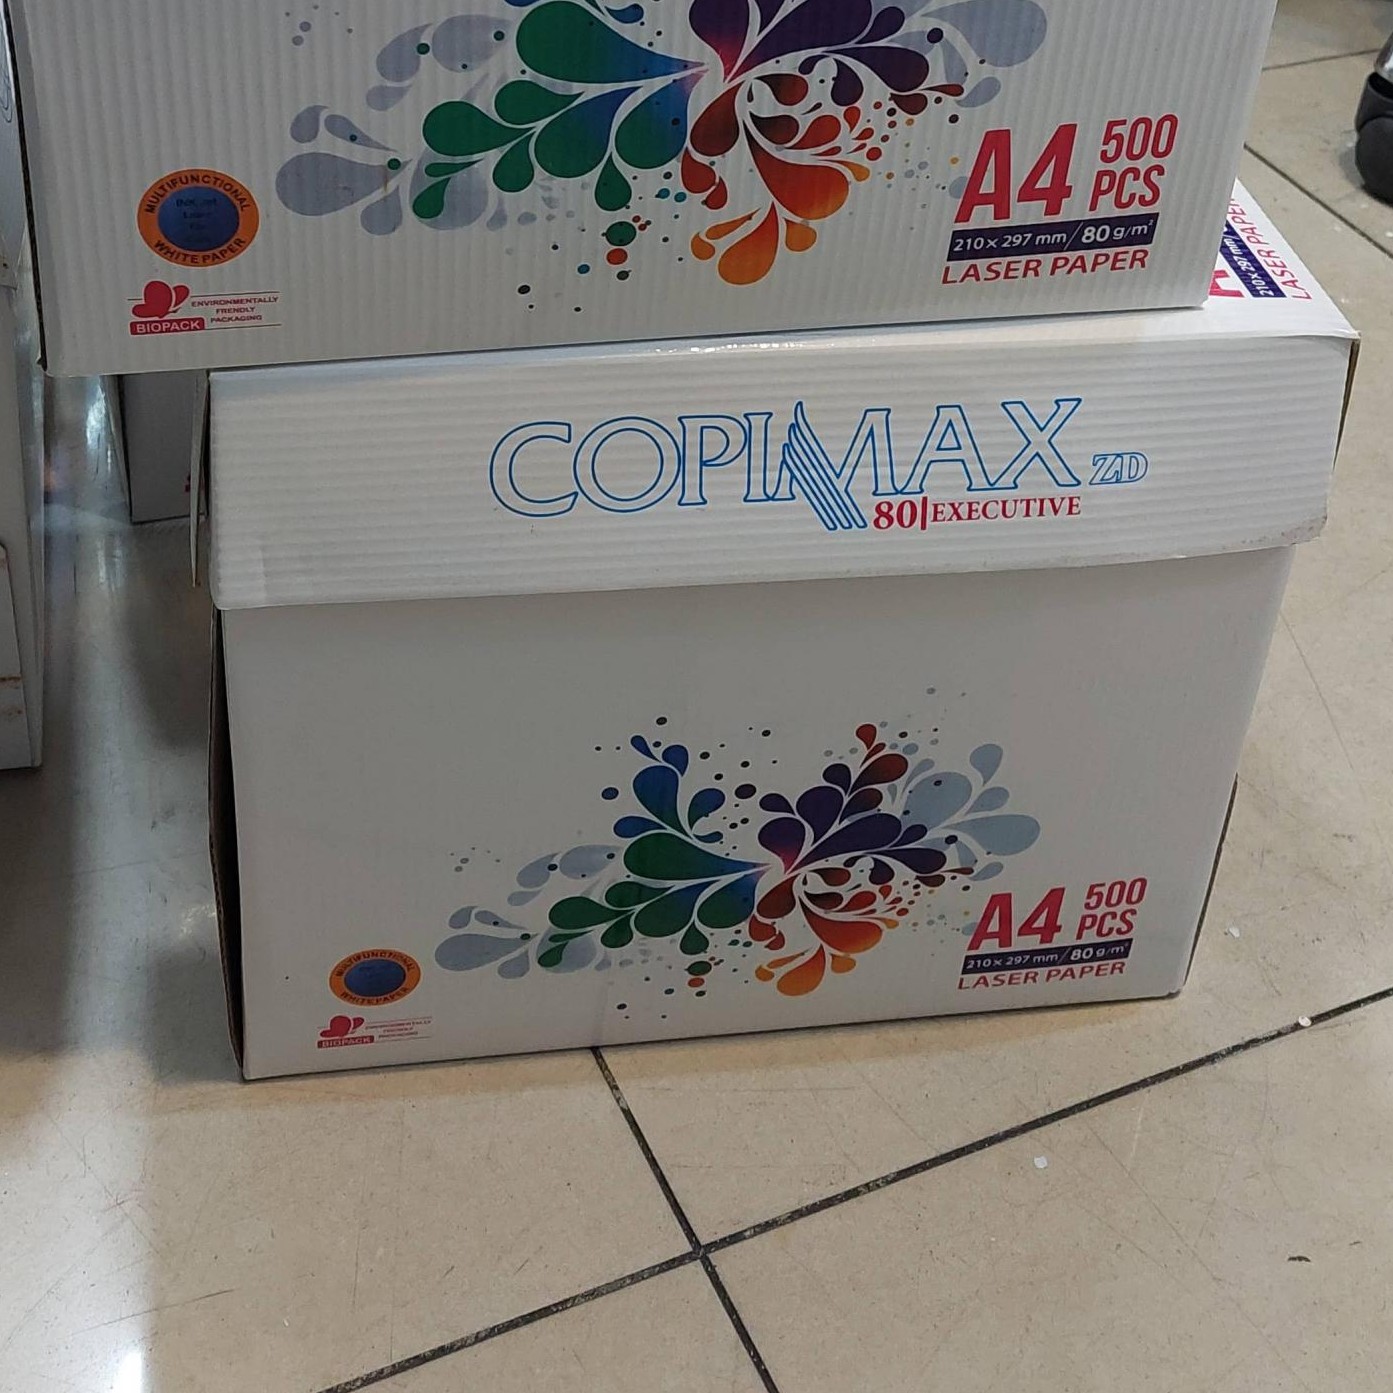 MULTIFUNCTIONAL
WHITE PAPER
BIOPACK
ENVIRONMENTALLY
FRENDLY
PACKAGING
A4 500
PCS
210 x 297 mm / 80 g/m²
LASER PAPER
210 x 297 mm
LASER PAPER
COPIMAX ZD
80|EXECUTIVE
MULTIFUNCTIONAL
WHITE PAPER
BIOPACK
ENVIRONMENTALLY
FRENDLY
PACKAGING
A4 500
PCS
210 x 297 mm / 80 g/m²
LASER PAPER